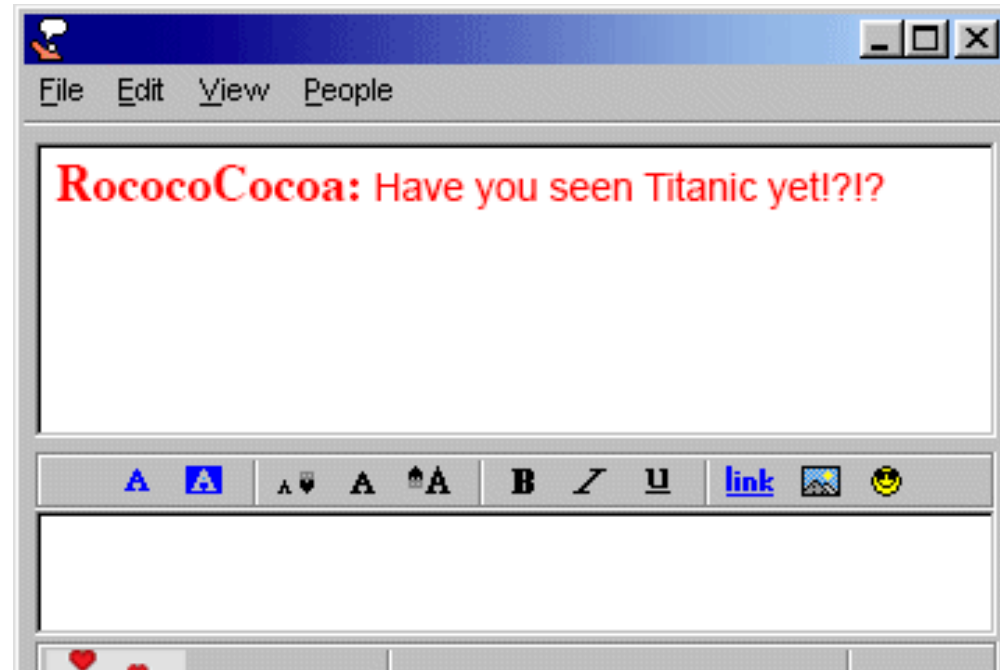 File Edit View People
RococoCocoa: Have you seen Titanic yet!?!?
A A A A A B I U link